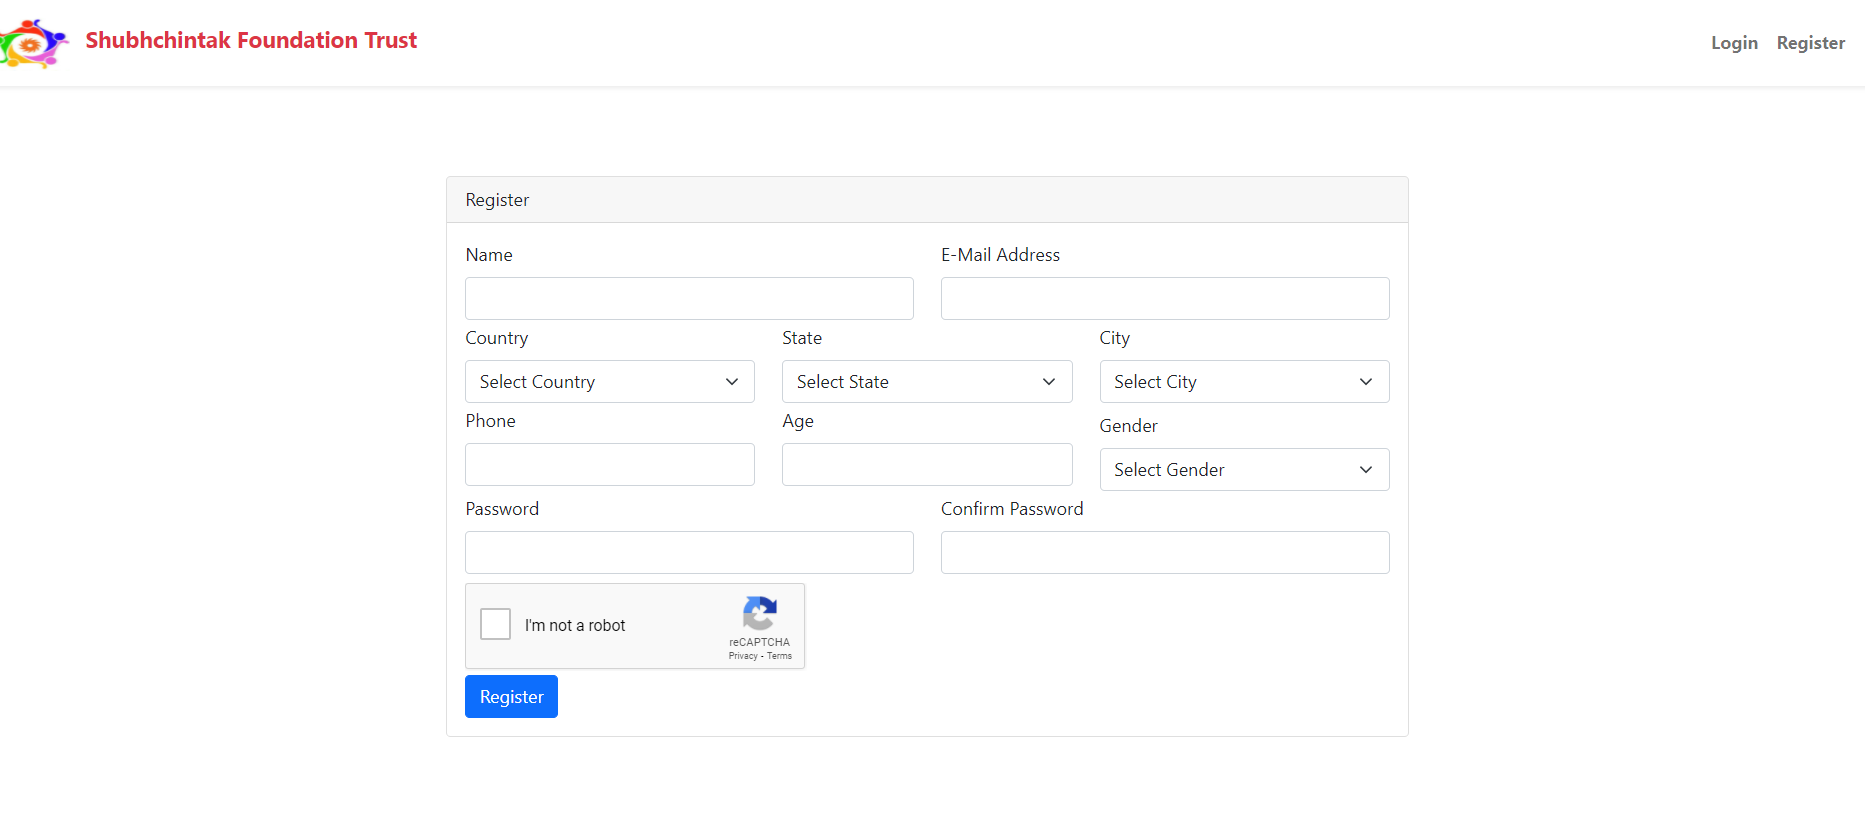 Shubhchintak Foundation Trust
Login Register
Register
Name E-Mail Address
Country State City
Select Country Select State Select City
Phone Age Gender
Select Gender
Password Confirm Password
I'm not a robot
reCAPTCHA
Privacy - Terms
Register